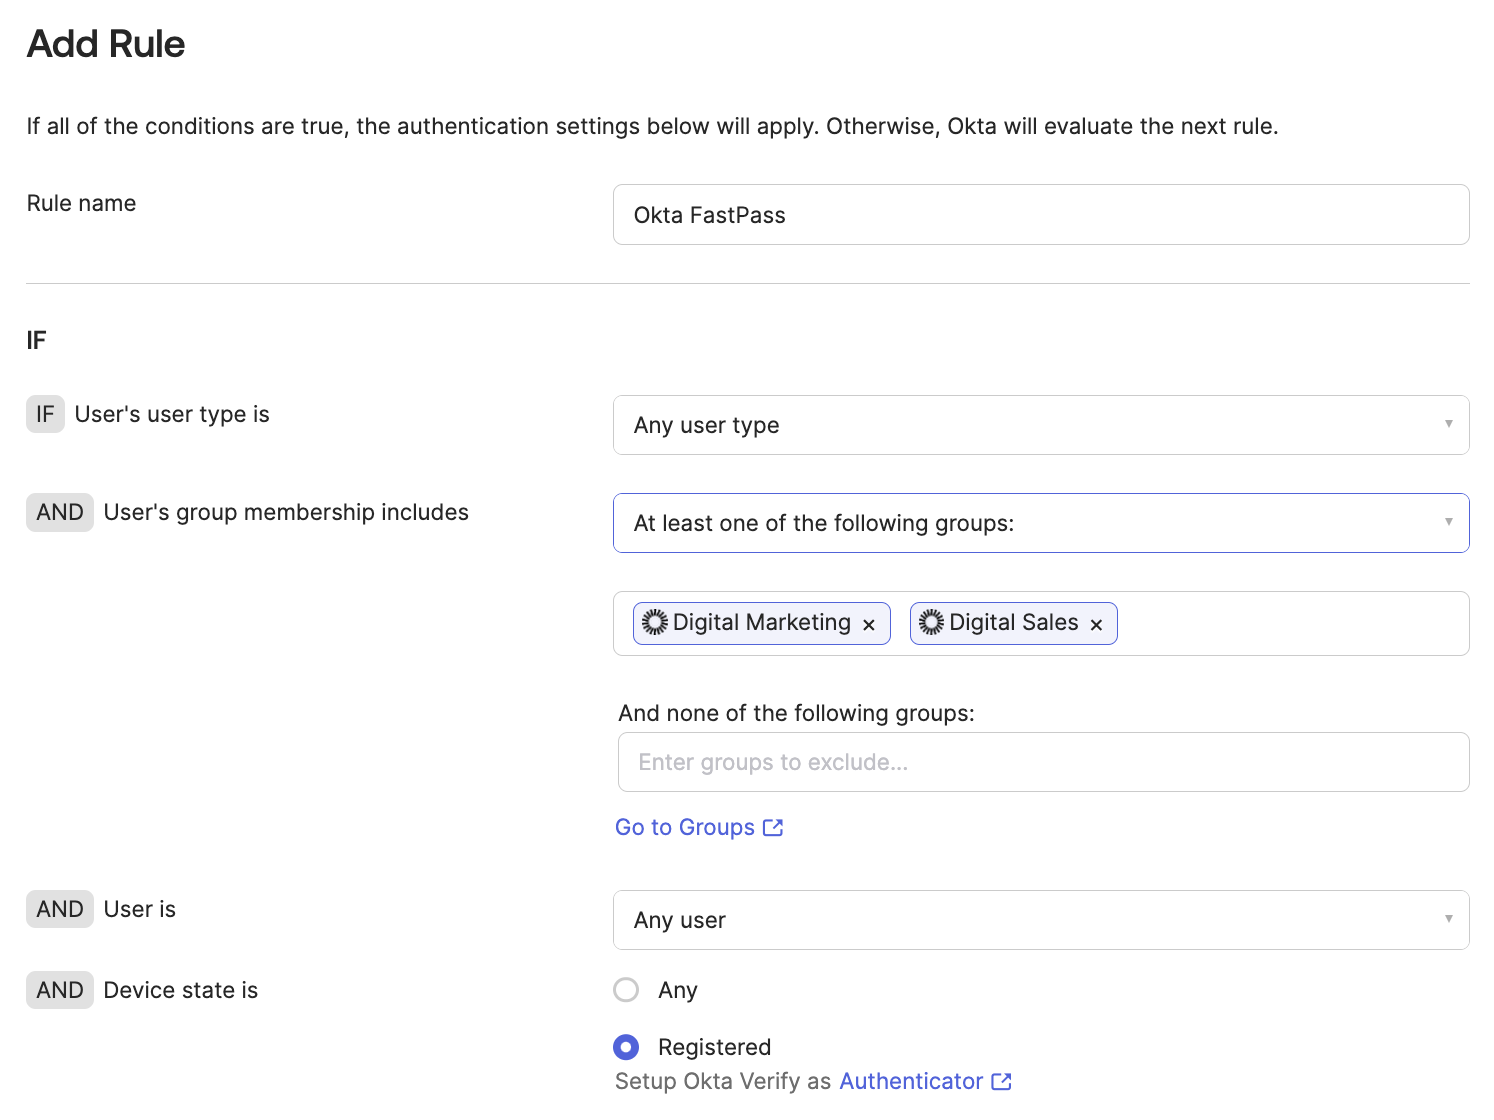 Add Rule
If all of the conditions are true, the authentication settings below will apply. Otherwise, Okta will evaluate the next rule.
Rule name
Okta FastPass
IF
IF User's user type is
Any user type
AND User's group membership includes
At least one of the following groups:
Digital Marketing × Digital Sales ×
And none of the following groups:
Enter groups to exclude...
Go to Groups
AND User is
Any user
AND Device state is
Any
Registered
Setup Okta Verify as Authenticator